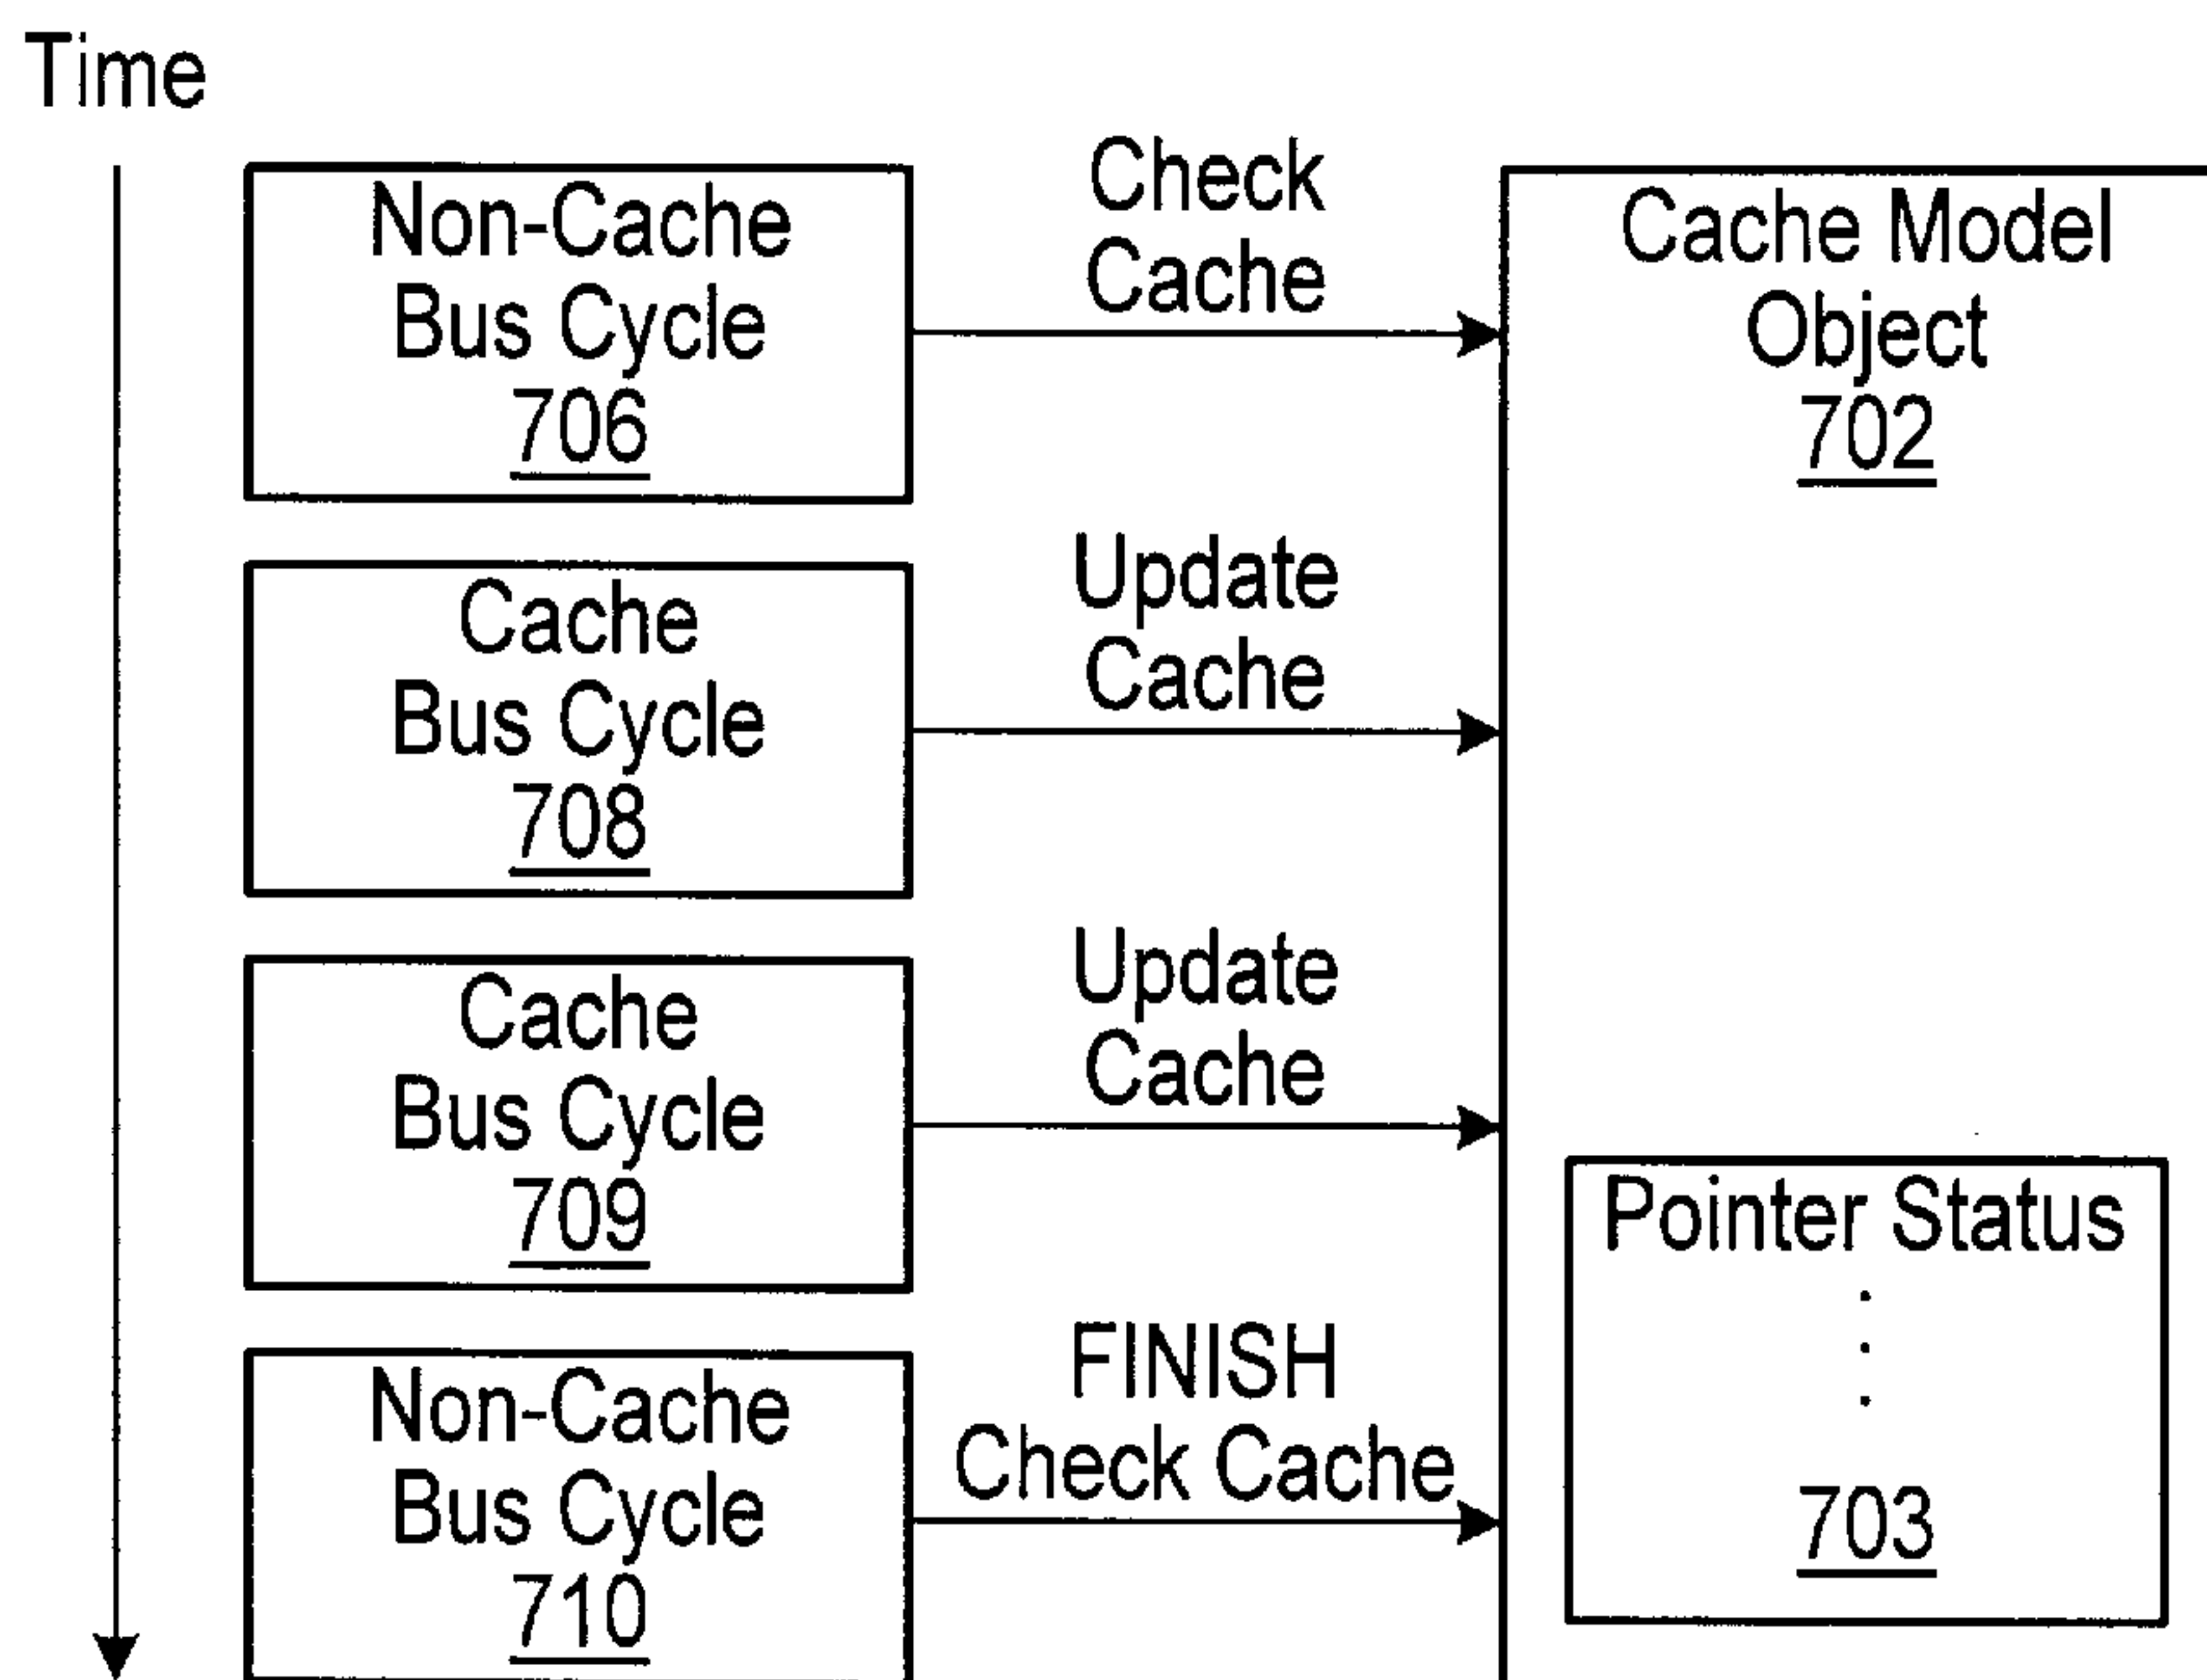 Time
Non-Cache
Bus Cycle
706
Check
Cache
Cache Model
Object
702
Cache
Bus Cycle
708
Update
Cache
Cache
Bus Cycle
709
Update
Cache
Pointer Status
703
Non-Cache
Bus Cycle
710
FINISH
Check Cache